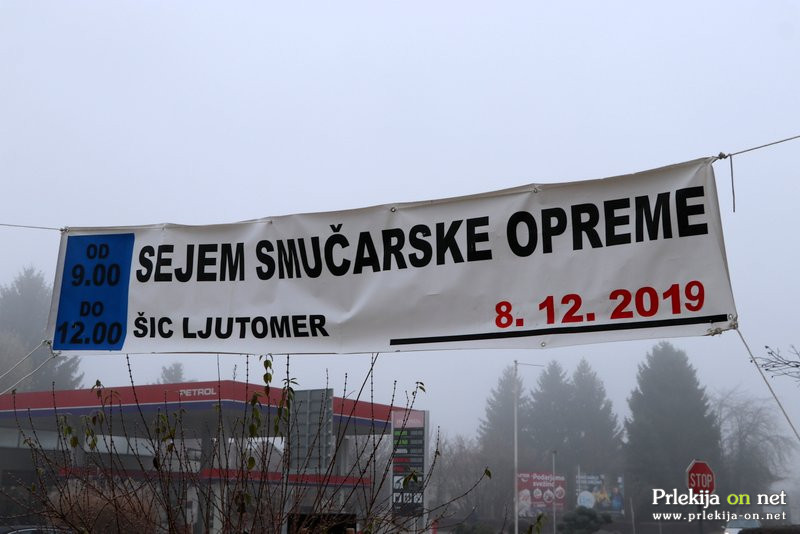 OD
9.00
DO
12.00
SEJEM SMUČARSKE OPREME
ŠIC LJUTOMER
8. 12. 2019
PETROL
STOP
Prlekija on net
www.prlekija-on.net